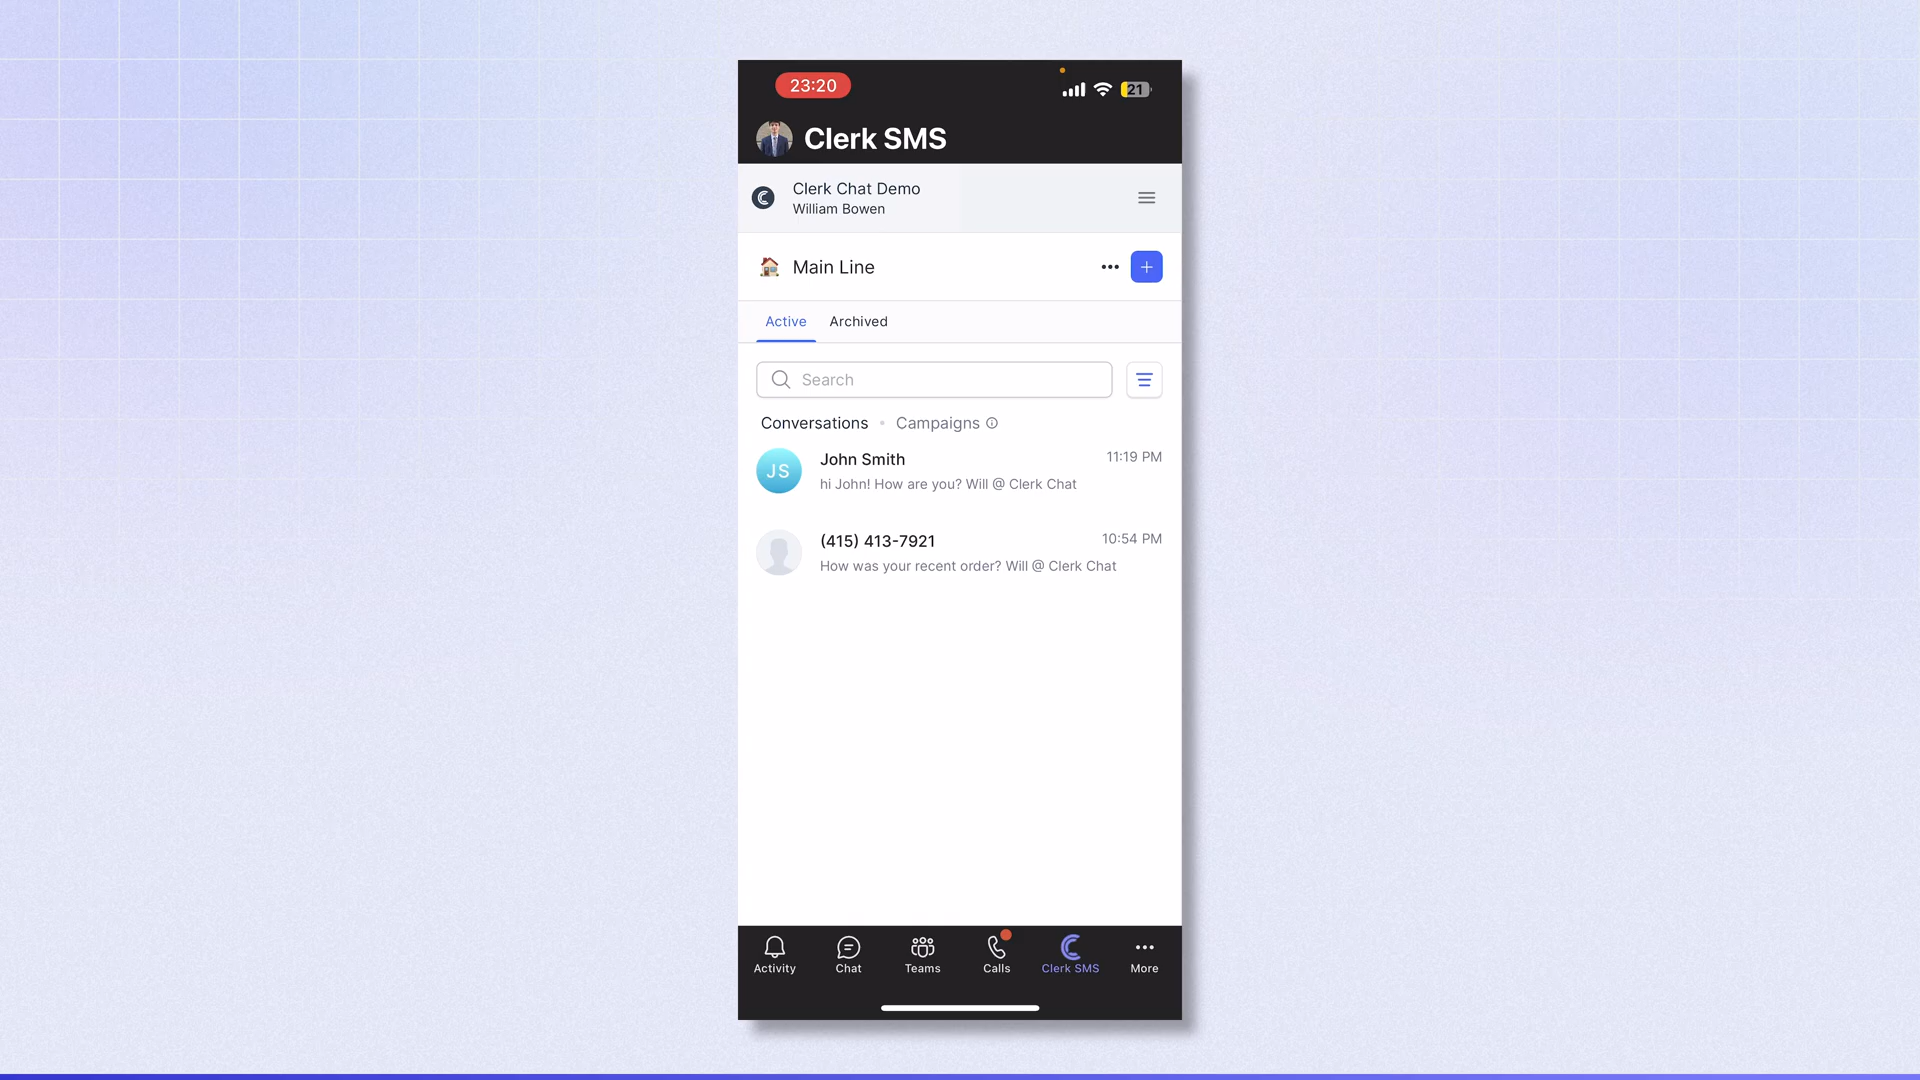 23:20
21
Clerk SMS
Clerk Chat Demo
William Bowen
Main Line
Active Archived
Search
Conversations • Campaigns
John Smith 11:19 PM
hi John! How are you? Will @ Clerk Chat
JS
(415) 413-7921 10:54 PM
How was your recent order? Will @ Clerk Chat
Activity Chat Teams Calls Clerk SMS More